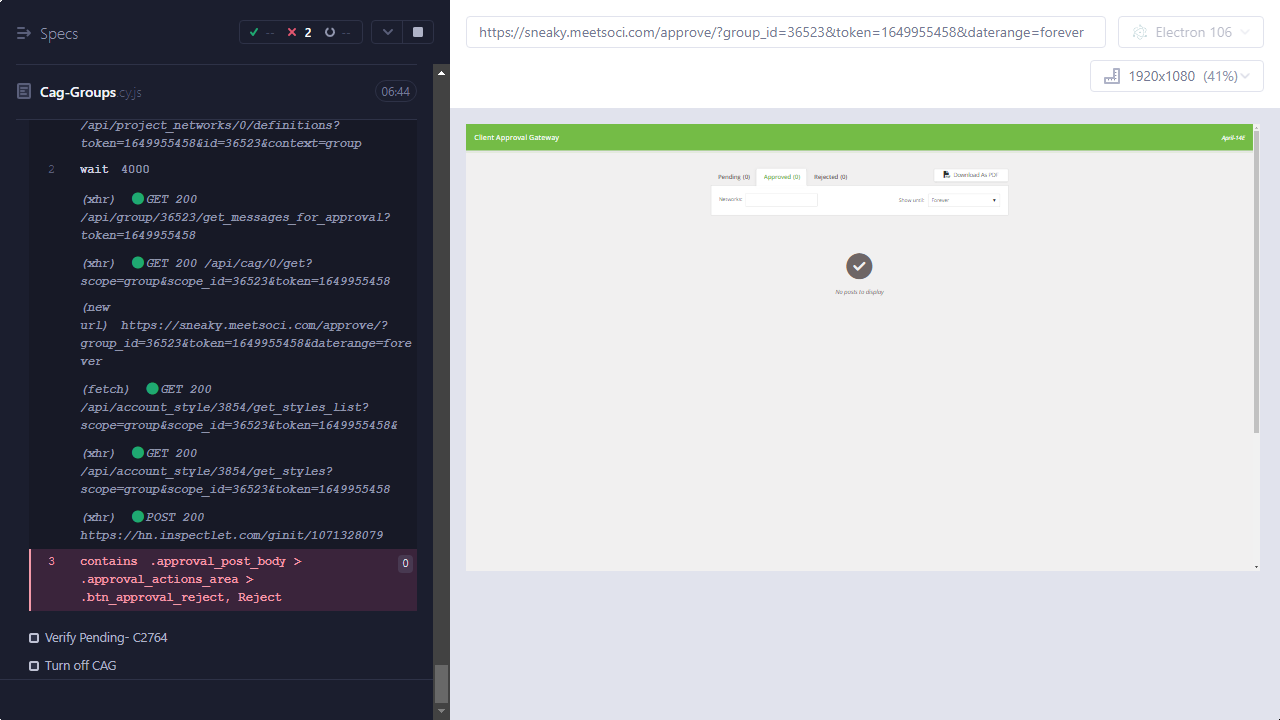 Specs
-- 2 --
Cag-Groups.cy.js 06:44
/api/project_networks/0/definitions?
token=1649955458&id=36523&context=group
2 wait 4000
(xhr) GET 200
/api/group/36523/get_messages_for_approval?
token=1649955458
(xhr) GET 200 /api/cag/0/get?
scope=group&scope_id=36523&token=1649955458
(new
url) https://sneaky.meetsoci.com/approve/?
group_id=36523&token=1649955458&daterange=fore
ver
(fetch) GET 200
/api/account_style/3854/get_styles_list?
scope=group&scope_id=36523&token=1649955458&
(xhr) GET 200
/api/account_style/3854/get_styles?
scope=group&scope_id=36523&token=1649955458
(xhr) POST 200
https://hn.inspectlet.com/ginit/1071328079
3 contains .approval_post_body > 0
.approval_actions_area >
.btn_approval_reject, Reject
Verify Pending- C2764
Turn off CAG
https://sneaky.meetsoci.com/approve/?group_id=36523&token=1649955458&daterange=forever
Electron 106
1920x1080 (41%)
Client Approval Gateway April-14E
Pending (0) Approved (0) Rejected (0) Download As PDF
Networks: Show until: Forever
No posts to display